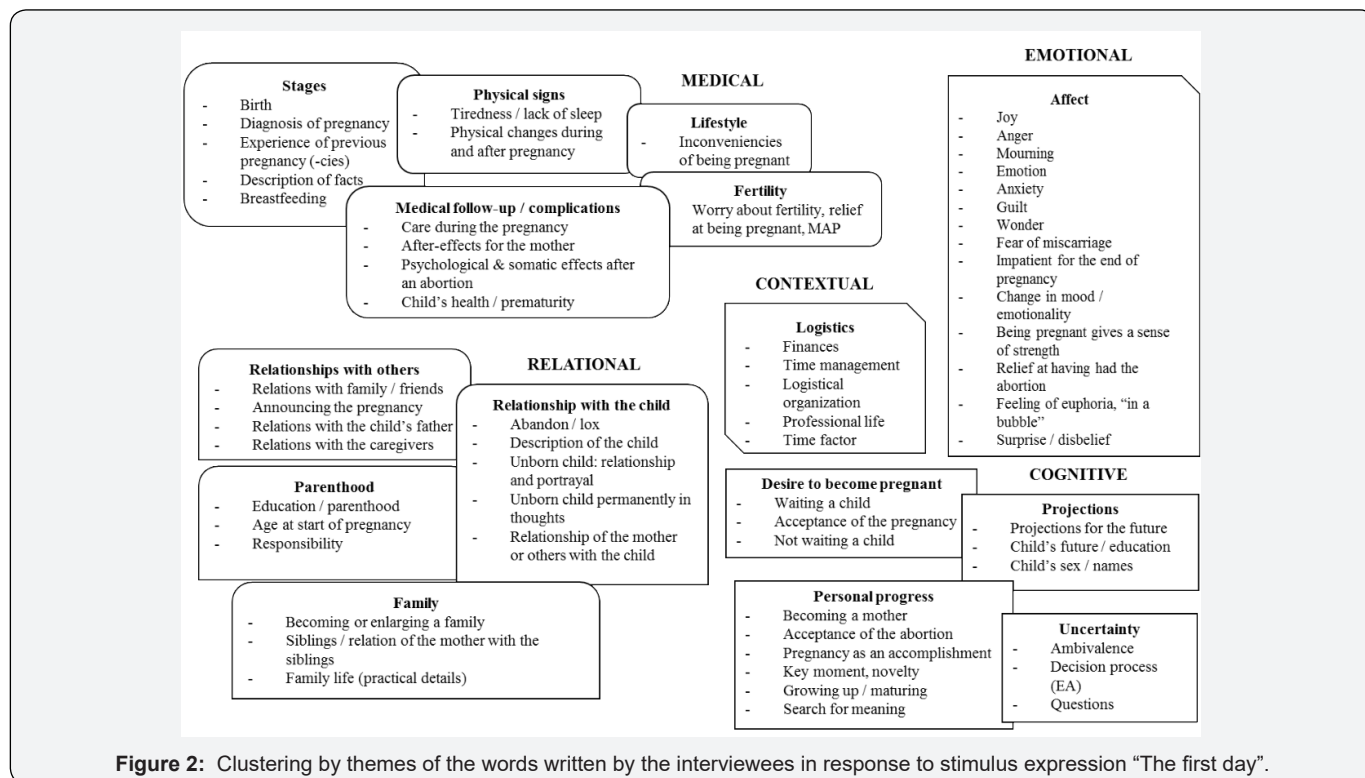 MEDICAL
Stages
- Birth
- Diagnosis of pregnancy
- Experience of previous
pregnancy (-cies)
- Description of facts
- Breastfeeding
Physical signs
- Tiredness / lack of sleep
- Physical changes during
and after pregnancy
Lifestyle
- Inconveniencies
of being pregnant
Fertility
Worry about fertility, relief
at being pregnant, MAP
Medical follow-up / complications
- Care during the pregnancy
- After-effects for the mother
- Psychological & somatic effects after
an abortion
- Child's health / prematurity
EMOTIONAL
Affect
- Joy
- Anger
- Mourning
- Emotion
- Anxiety
- Guilt
- Wonder
- Fear of miscarriage
- Impatient for the end of
pregnancy
- Change in mood /
emotionality
- Being pregnant gives a sense
of strength
- Relief at having had the
abortion
- Feeling of euphoria, “in a
bubble”
- Surprise / disbelief
CONTEXTUAL
Logistics
- Finances
- Time management
- Logistical
organization
- Professional life
- Time factor
RELATIONAL
Relationships with others
- Relations with family / friends
- Announcing the pregnancy
- Relations with the child's father
- Relations with the caregivers
Relationship with the child
- Abandon / lox
- Description of the child
- Unborn child: relationship
and portrayal
- Unborn child permanently in
thoughts
- Relationship of the mother
or others with the child
Parenthood
- Education / parenthood
- Age at start of pregnancy
- Responsibility
Family
- Becoming or enlarging a family
- Siblings / relation of the mother with the
siblings
- Family life (practical details)
COGNITIVE
Desire to become pregnant
- Waiting a child
- Acceptance of the pregnancy
- Not waiting a child
Projections
- Projections for the future
- Child's future / education
- Child's sex / names
Personal progress
- Becoming a mother
- Acceptance of the abortion
- Pregnancy as an accomplishment
- Key moment, novelty
- Growing up / maturing
- Search for meaning
Uncertainty
- Ambivalence
- Decision process
(EA)
- Questions
Figure 2: Clustering by themes of the words written by the interviewees in response to stimulus expression “The first day”.